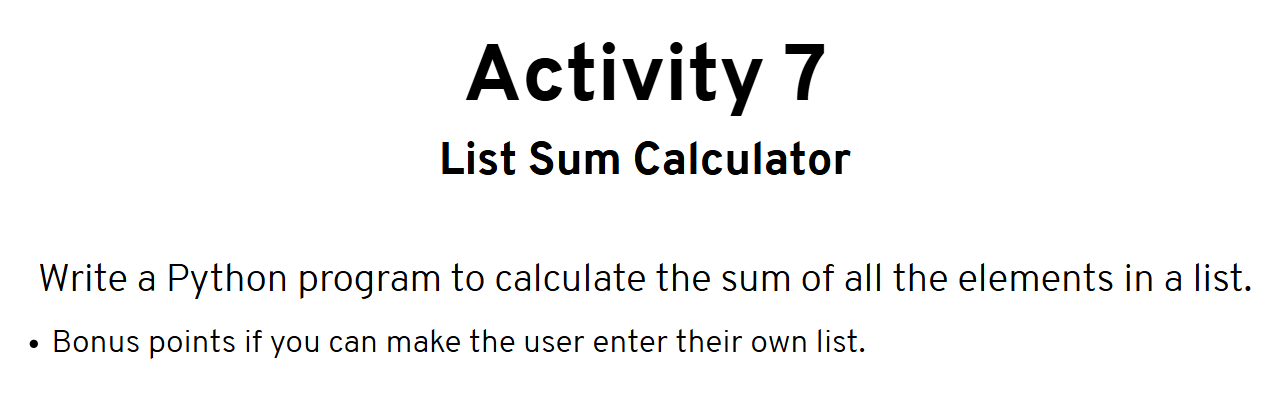 Activity 7
List Sum Calculator
Write a Python program to calculate the sum of all the elements in a list.
• Bonus points if you can make the user enter their own list.